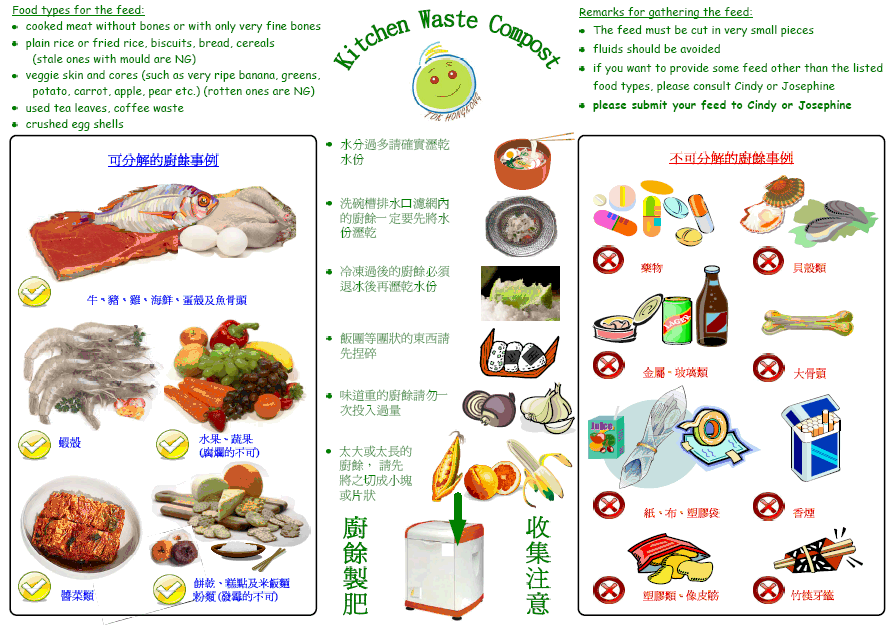 Food types for the feed:
cooked meat without bones or with only very fine bones
plain rice or fried rice, biscuits, bread, cereals
(stale ones with mould are NG)
veggie skin and cores (such as very ripe banana, greens,
potato, carrot, apple, pear etc.) (rotten ones are NG)
used tea leaves, coffee waste
crushed egg shells
Kitchen Waste Compost
FOR HONGKONG
Remarks for gathering the feed:
The feed must be cut in very small pieces
fluids should be avoided
if you want to provide some feed other than the listed
food types, please consult Cindy or Josephine
please submit your feed to Cindy or Josephine
可分解的廚餘事例
牛、豬、雞、海鮮、蛋殼及魚骨頭
蝦殼
水果、蔬果
(腐爛的不可)
醬菜類
餅乾、糕點及米飯麵
粉類(發霉的不可)
水分過多請確實瀝乾
水份
洗碗槽排水口濾網內
的廚餘一定要先將水
份瀝乾
冷凍過後的廚餘必須
退冰後再瀝乾水份
飯團等團狀的東西請
先捏碎
味道重的廚餘請勿一
次投入過量
太大或太長的
廚餘，請先
將之切成小塊
或片狀
廚餘製肥
收集注意
不可分解的廚餘事例
藥物
貝殼類
金屬、玻璃類
大骨頭
juice
紙、布、塑膠袋
香煙
塑膠類、像皮筋
竹筷牙籤